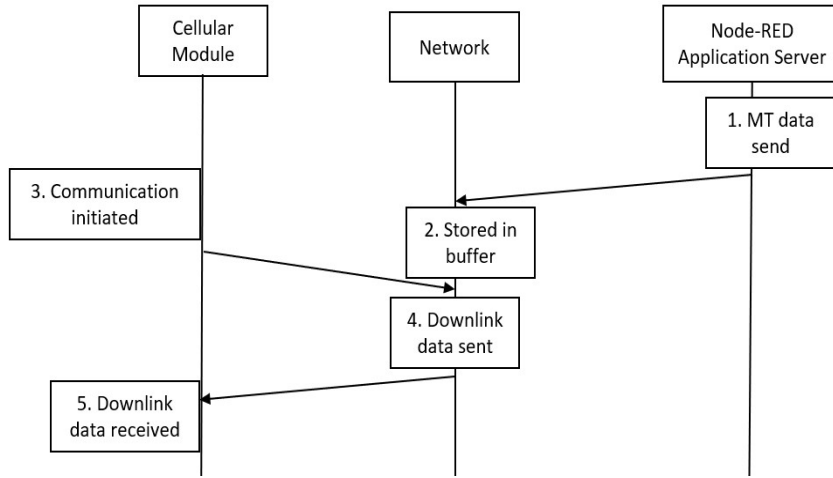 Cellular
Module
Network
Node-RED
Application Server
1. MT data
send
3. Communication
initiated
2. Stored in
buffer
4. Downlink
data sent
5. Downlink
data received